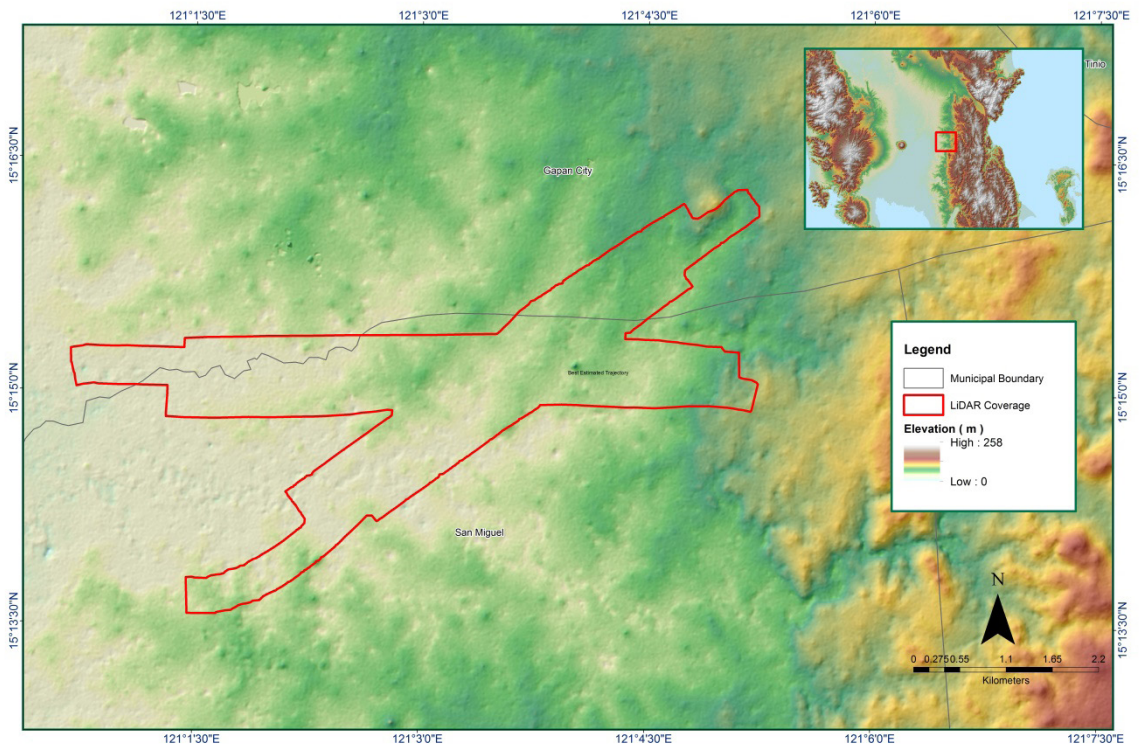 121°1'30"E 121°3'0"E 121°4'30"E 121°6'0"E 121°7'30"E
Tinio
15°16'30"N 15°16'30"N
Gapan City
Legend
Municipal Boundary
LiDAR Coverage
Elevation ( m )
High : 258
Low : 0
15°15'0"N 15°15'0"N
Best Estimated Trajectory
San Miguel
N
15°13'30"N 15°13'30"N
0 0.275 0.55 1.1 1.65 2.2
Kilometers
121°1'30"E 121°3'0"E 121°4'30"E 121°6'0"E 121°7'30"E